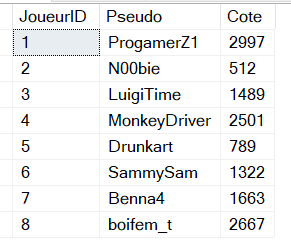 JoueurID Pseudo Cote
1 ProgamerZ1 2997
2 N00bie 512
3 LuigiTime 1489
4 MonkeyDriver 2501
5 Drunkart 789
6 SammySam 1322
7 Benna4 1663
8 boifem_t 2667